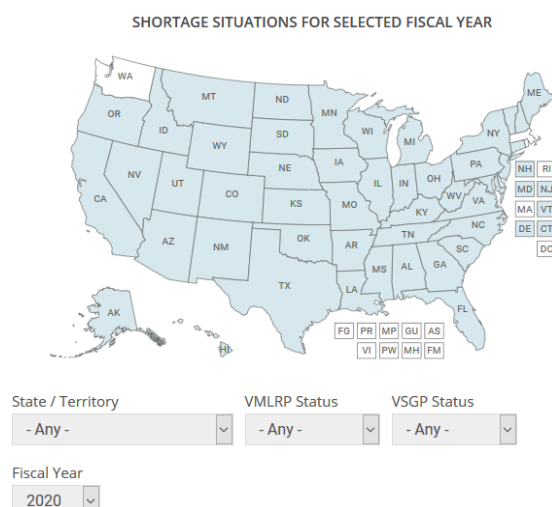 SHORTAGE SITUATIONS FOR SELECTED FISCAL YEAR
WA
MT
ND
MN
ME
OR
ID
SD
WI
MI
NY
WY
IA
PA
NE
NH RI
NV
UT
CO
IL
IN
OH
WV
VA
MD NJ
CA
KS
MO
KY
MA VT
NC
DE CT
AZ
NM
OK
AR
TN
SC
DC
TX
LA
MS
AL
GA
AK
HI
FL
FG PR MP GU AS
VI PW MH FM
State / Territory VMLRP Status VSGP Status
- Any - - Any - - Any -
Fiscal Year
2020